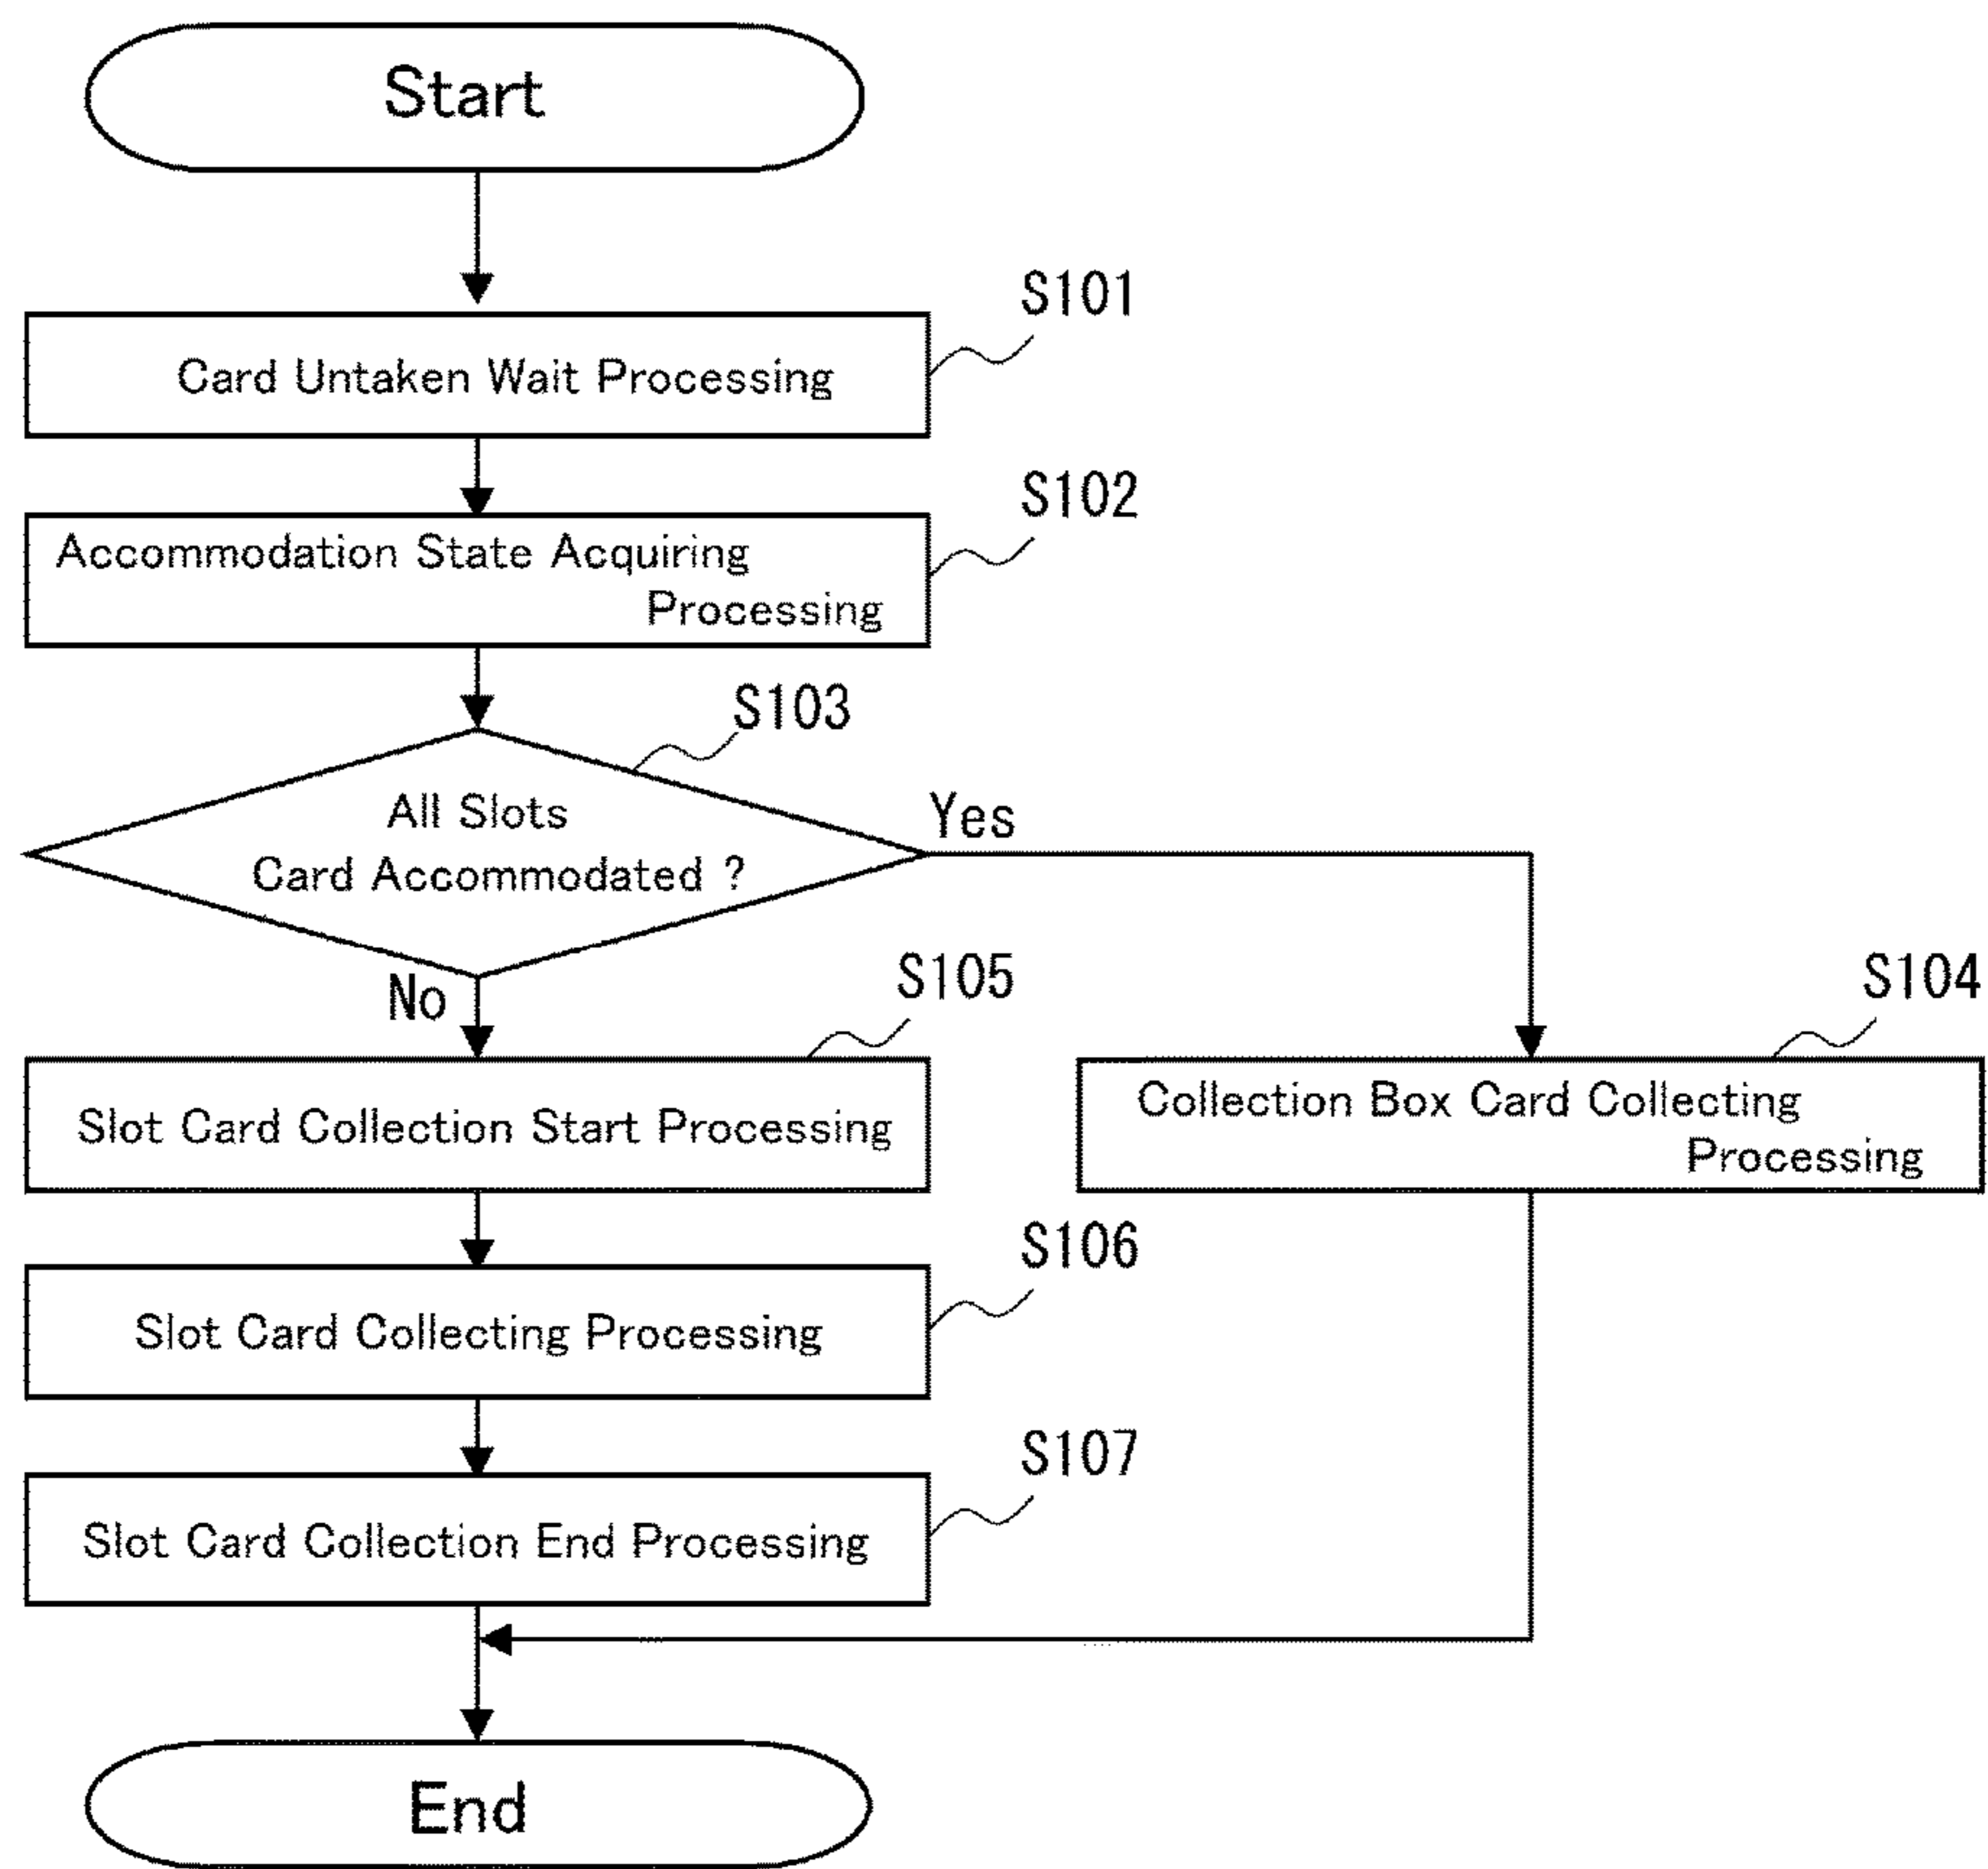 Start
S101
Card Untaken Wait Processing
S102
Accommodation State Acquiring
Processing
S103
All Slots
Card Accommodated ?
Yes
No
S105
S104
Slot Card Collection Start Processing
Collection Box Card Collecting
Processing
S106
Slot Card Collecting Processing
S107
Slot Card Collection End Processing
End